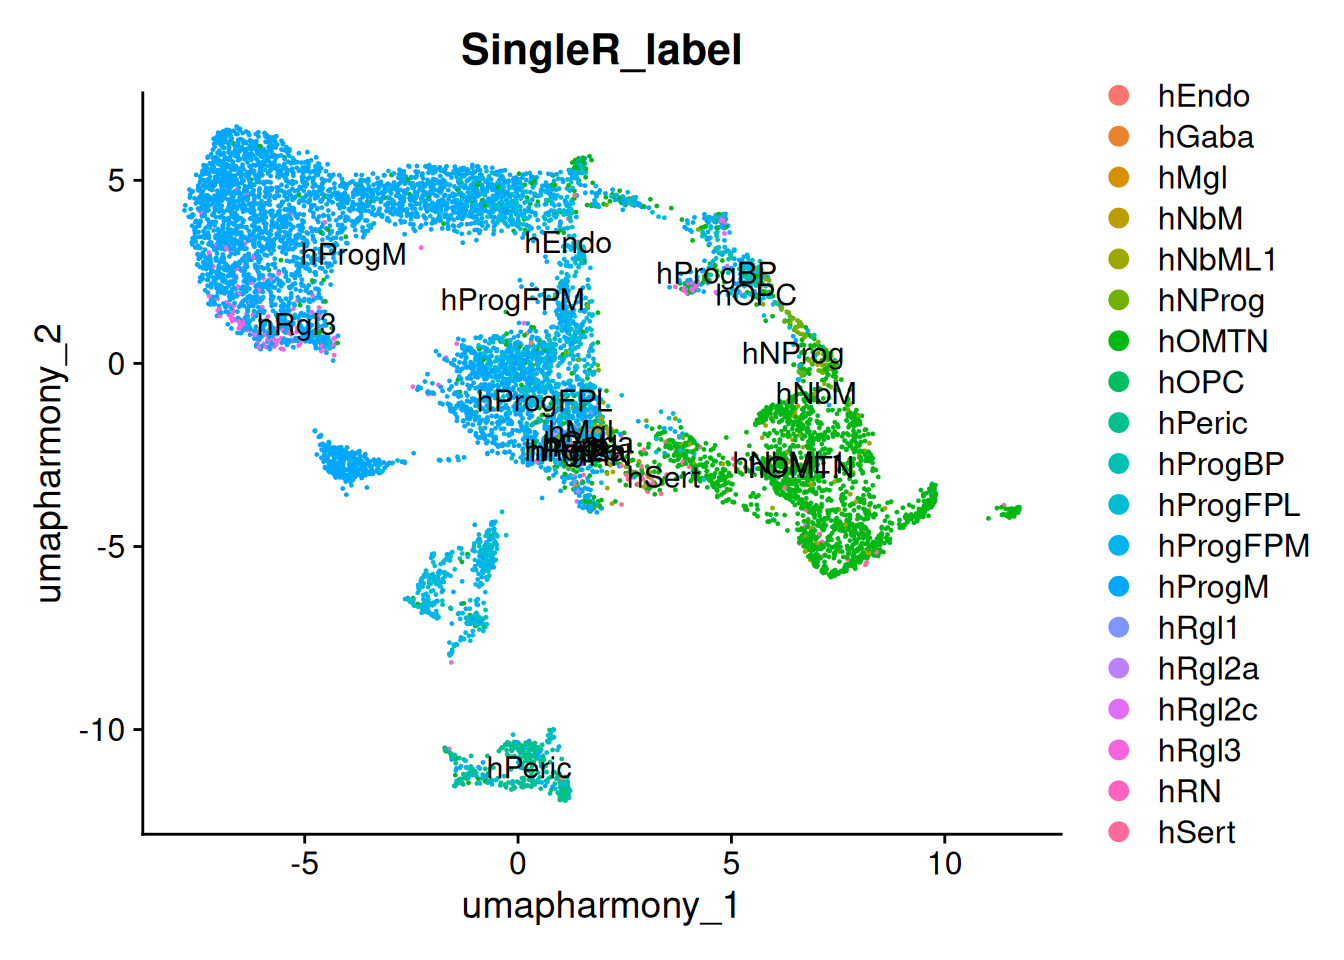 SingleR_label
5
0
-5
-10
umapharmony_2
-5
0
5
10
umapharmony_1
hEndo
hProgM
hProgBP
hProgFPM
hOPC
hRgl3
hNProg
hNbM
hProgFPL
hMgl
hSert
hPeric
hEndo
hGaba
hMgl
hNbM
hNbML1
hNProg
hOMTN
hOPC
hPeric
hProgBP
hProgFPL
hProgFPM
hProgM
hRgl1
hRgl2a
hRgl2c
hRgl3
hRN
hSert